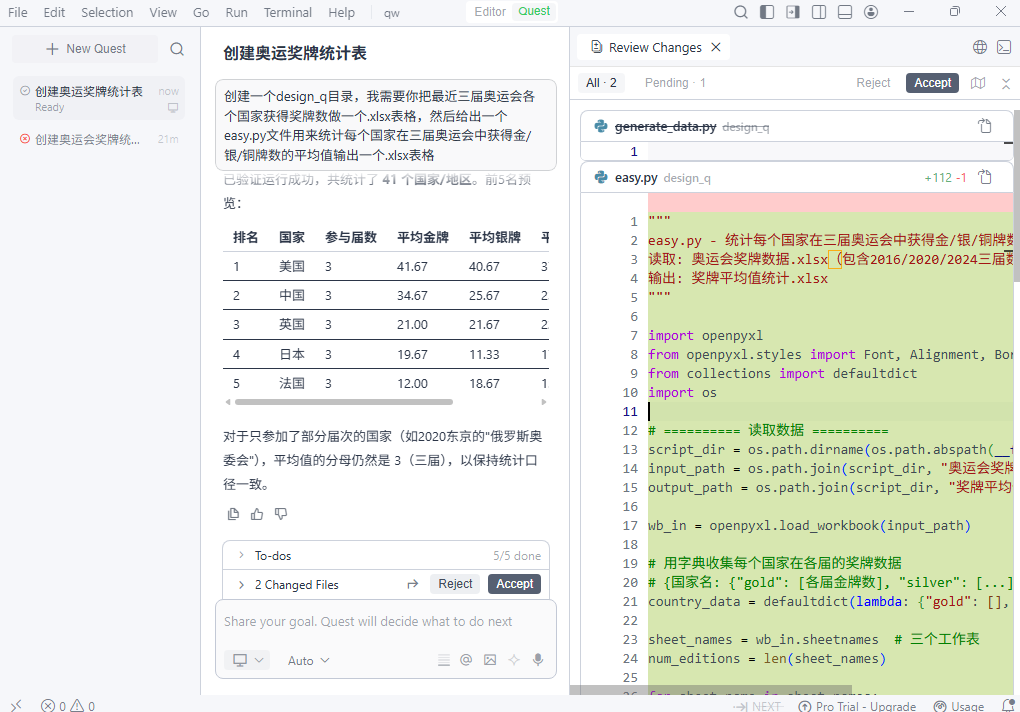 File Edit Selection View Go Run Terminal Help qw Editor Quest
New Quest
创建奥运奖牌统计表 now
Ready
创建奥运会奖牌统... 21m
创建奥运奖牌统计表
创建一个design_q目录，我需要你把最近三届奥运会各
个国家获得奖牌数做一个.xlsx表格，然后给出一个
easy.py文件用来统计每个国家在三届奥运会中获得金/
银/铜牌数的平均值输出一个.xlsx表格
已验证运行成功，共统计了 41 个国家/地区。前5名预
览：
排名 国家 参与届数 平均金牌 平均银牌
1 美国 3 41.67 40.67
2 中国 3 34.67 25.67
3 英国 3 21.00 21.67
4 日本 3 19.67 11.33
5 法国 3 12.00 18.67
对于只参加了部分届次的国家（如2020东京的"俄罗斯奥
委会"），平均值的分母仍然是 3（三届），以保持统计口
径一致。
To-dos 5/5 done
2 Changed Files Reject Accept
Share your goal. Quest will decide what to do next
Auto
Review Changes
All · 2 Pending · 1 Reject Accept
generate_data.py design_q
1
easy.py design_q +112 -1
1 """
2 easy.py - 统计每个国家在三届奥运会中获得金/银/铜牌数
3 读取: 奥运会奖牌数据.xlsx（包含2016/2020/2024三届数
4 输出: 奖牌平均值统计.xlsx
5 """
6
7 import openpyxl
8 from openpyxl.styles import Font, Alignment, Bor
9 from collections import defaultdict
10 import os
11
12 # ========== 读取数据 ==========
13 script_dir = os.path.dirname(os.path.abspath(__f
14 input_path = os.path.join(script_dir, "奥运会奖牌
15 output_path = os.path.join(script_dir, "奖牌平均
16
17 wb_in = openpyxl.load_workbook(input_path)
18
19 # 用字典收集每个国家在各届的奖牌数据
20 # {国家名: {"gold": [各届金牌数], "silver": [...]
21 country_data = defaultdict(lambda: {"gold": [],
22
23 sheet_names = wb_in.sheetnames # 三个工作表
24 num_editions = len(sheet_names)
25
26 for sheet_name in sheet_names:
0 0 NEXT Pro Trial - Upgrade Usage